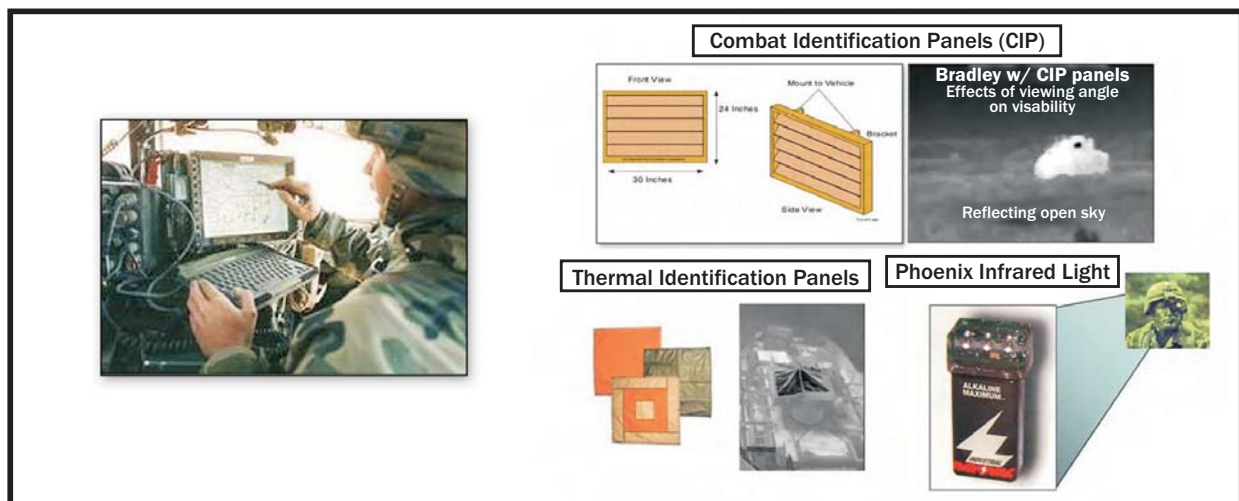 Combat Identification Panels (CIP)
Front View
24 Inches
30 Inches
Mount to Vehicle
Bracket
Side View
Bradley w/ CIP panels
Effects of viewing angle
on visability
Reflecting open sky
Thermal Identification Panels
Phoenix Infrared Light
ALKALINE
MAXIMUM
INDUSTRIAL